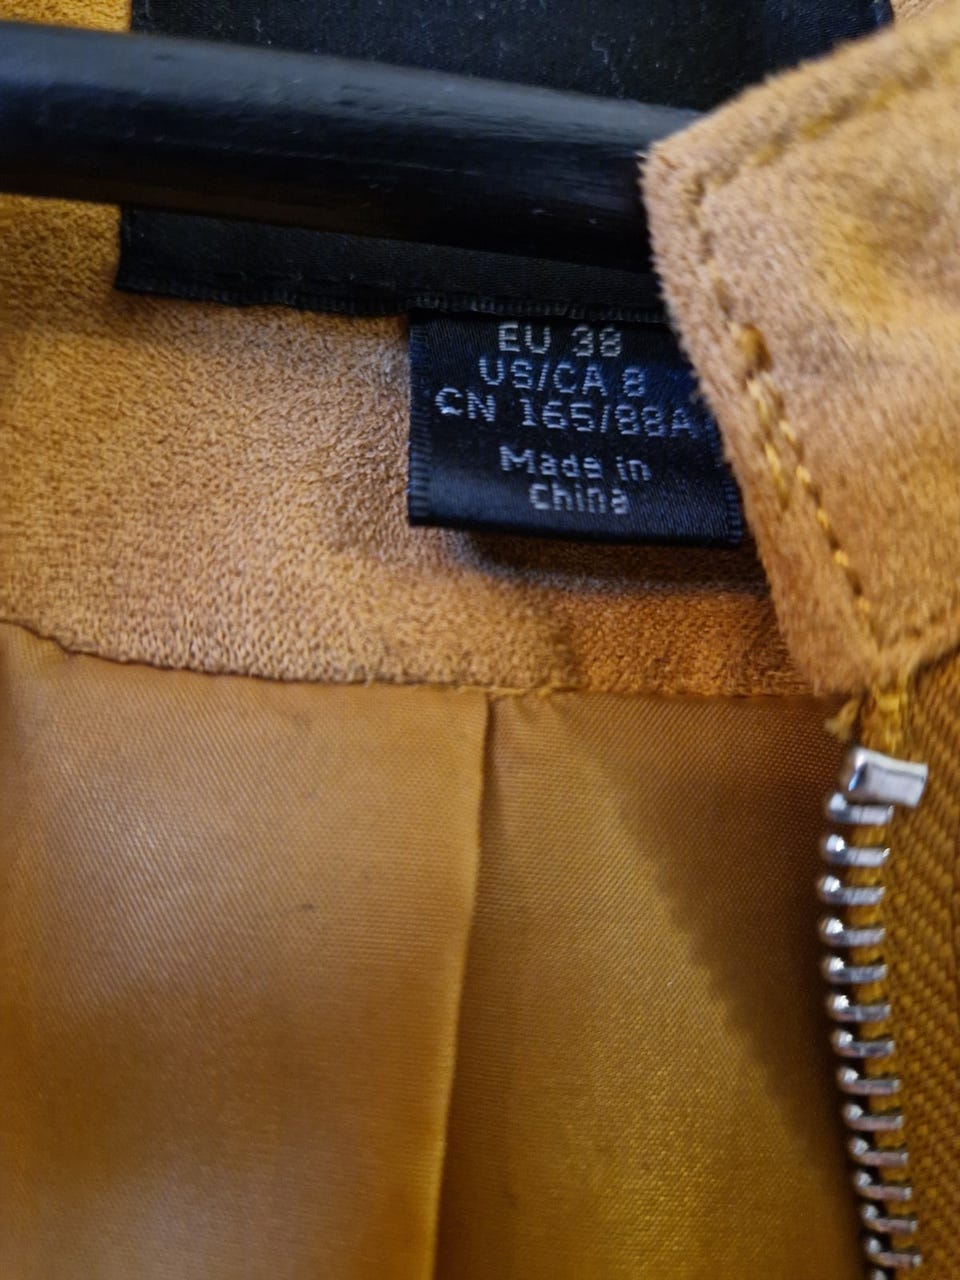 EU 38
US/CA 8
CN 165/88A
Made in
China